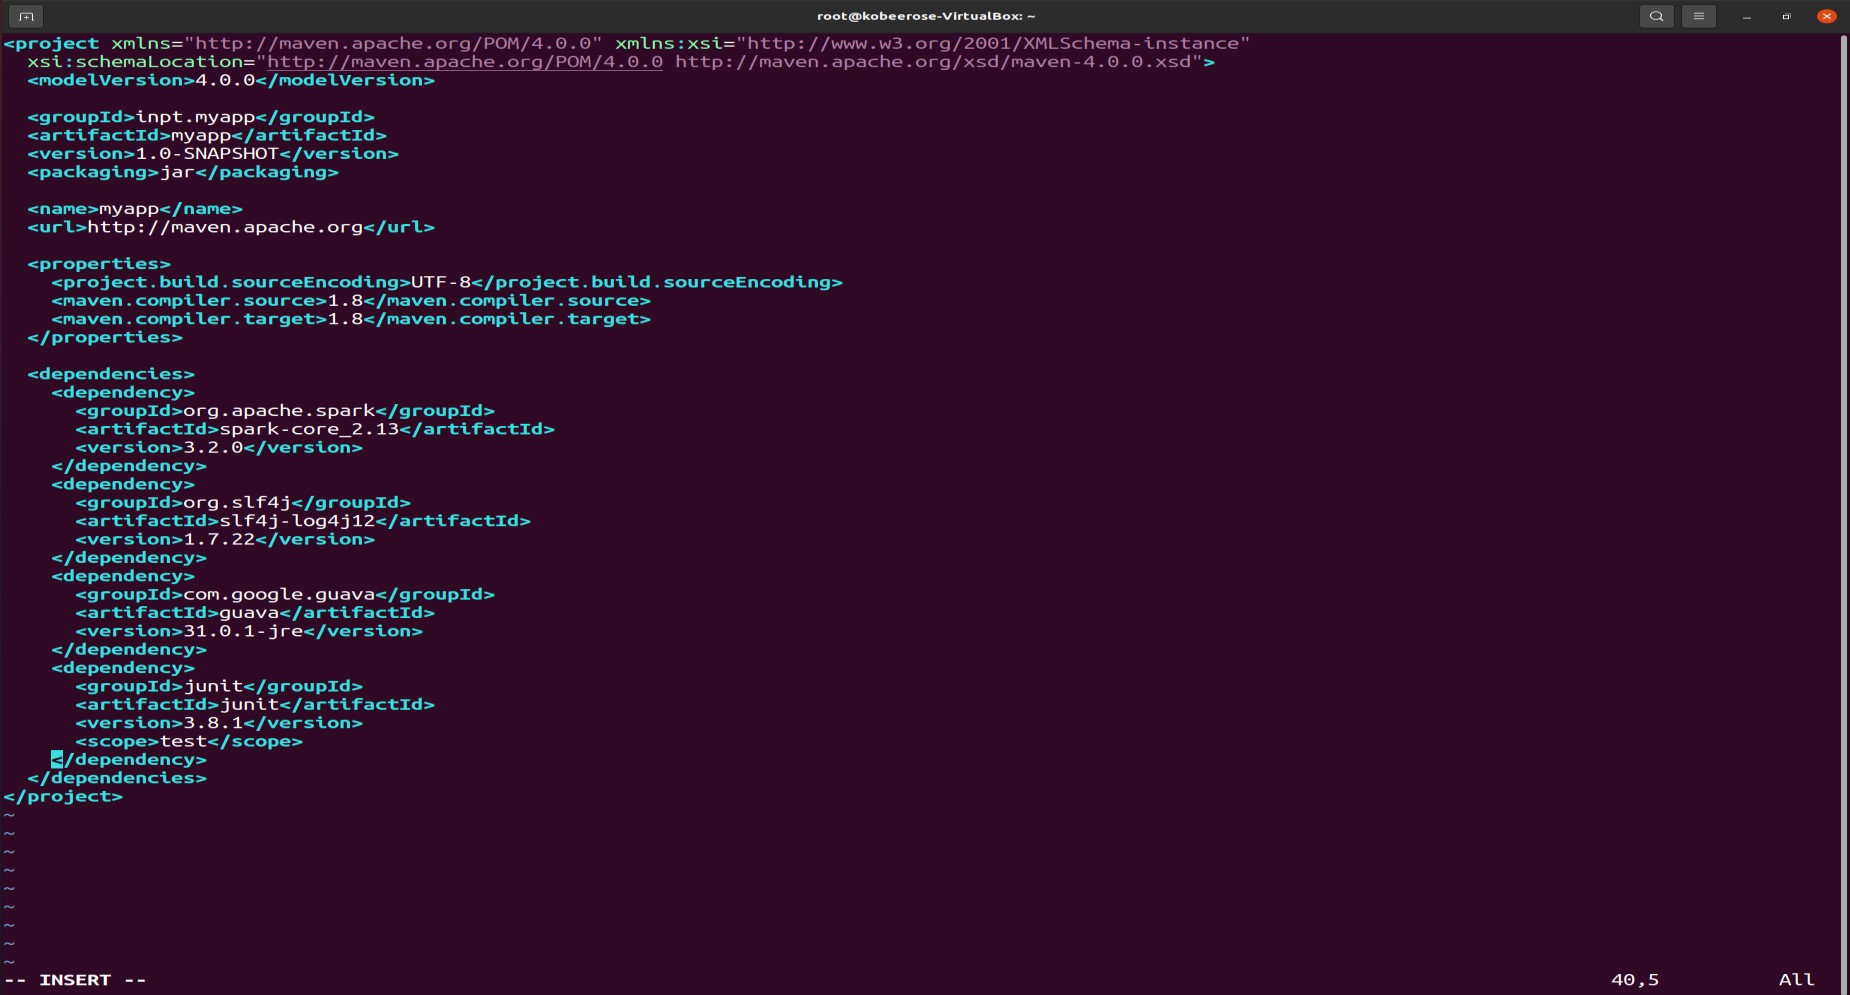 root@kobeerose-VirtualBox: ~
<project xmlns="http://maven.apache.org/POM/4.0.0" xmlns:xsi="http://www.w3.org/2001/XMLSchema-instance"
  xsi:schemaLocation="http://maven.apache.org/POM/4.0.0 http://maven.apache.org/xsd/maven-4.0.0.xsd">
  <modelVersion>4.0.0</modelVersion>

  <groupId>inpt.myapp</groupId>
  <artifactId>myapp</artifactId>
  <version>1.0-SNAPSHOT</version>
  <packaging>jar</packaging>

  <name>myapp</name>
  <url>http://maven.apache.org</url>

  <properties>
    <project.build.sourceEncoding>UTF-8</project.build.sourceEncoding>
    <maven.compiler.source>1.8</maven.compiler.source>
    <maven.compiler.target>1.8</maven.compiler.target>
  </properties>

  <dependencies>
    <dependency>
      <groupId>org.apache.spark</groupId>
      <artifactId>spark-core_2.13</artifactId>
      <version>3.2.0</version>
    </dependency>
    <dependency>
      <groupId>org.slf4j</groupId>
      <artifactId>slf4j-log4j12</artifactId>
      <version>1.7.22</version>
    </dependency>
    <dependency>
      <groupId>com.google.guava</groupId>
      <artifactId>guava</artifactId>
      <version>31.0.1-jre</version>
    </dependency>
    <dependency>
      <groupId>junit</groupId>
      <artifactId>junit</artifactId>
      <version>3.8.1</version>
      <scope>test</scope>
    </dependency>
  </dependencies>
</project>
~
~
~
~
~
~
~
~
~
-- INSERT -- 40,5 All